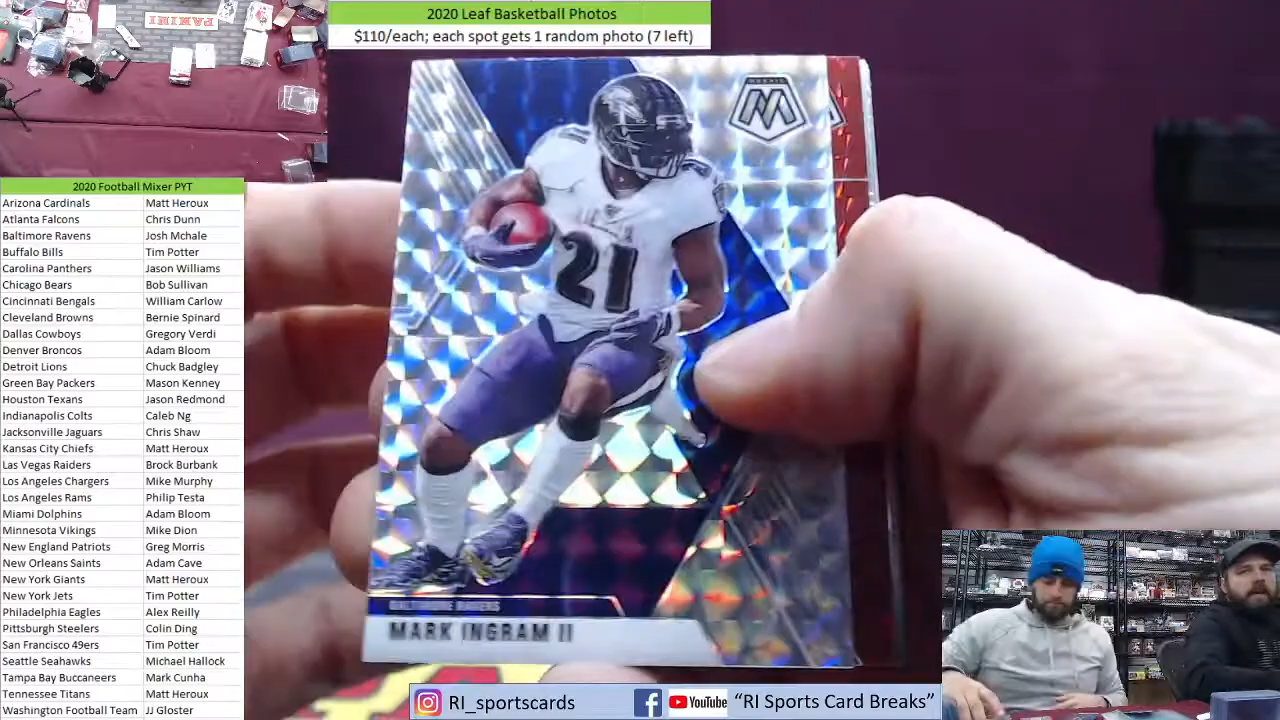 PANINI
2020 Leaf Basketball Photos
$110/each; each spot gets 1 random photo (7 left)
2020 Football Mixer PYT
Arizona Cardinals Matt Heroux
Atlanta Falcons Chris Dunn
Baltimore Ravens Josh Mchale
Buffalo Bills Tim Potter
Carolina Panthers Jason Williams
Chicago Bears Bob Sullivan
Cincinnati Bengals William Carlow
Cleveland Browns Bernie Spinard
Dallas Cowboys Gregory Verdi
Denver Broncos Adam Bloom
Detroit Lions Chuck Badgley
Green Bay Packers Mason Kenney
Houston Texans Jason Redmond
Indianapolis Colts Caleb Ng
Jacksonville Jaguars Chris Shaw
Kansas City Chiefs Matt Heroux
Las Vegas Raiders Brock Burbank
Los Angeles Chargers Mike Murphy
Los Angeles Rams Philip Testa
Miami Dolphins Adam Bloom
Minnesota Vikings Mike Dion
New England Patriots Greg Morris
New Orleans Saints Adam Cave
New York Giants Matt Heroux
New York Jets Tim Potter
Philadelphia Eagles Alex Reilly
Pittsburgh Steelers Colin Ding
San Francisco 49ers Tim Potter
Seattle Seahawks Michael Hallock
Tampa Bay Buccaneers Mark Cunha
Tennessee Titans Matt Heroux
Washington Football Team JJ Gloster
MOSAIC
M
21
BALTIMORE RAVENS
MARK INGRAM II
RI_sportscards
YouTube "RI Sports Card Breaks"